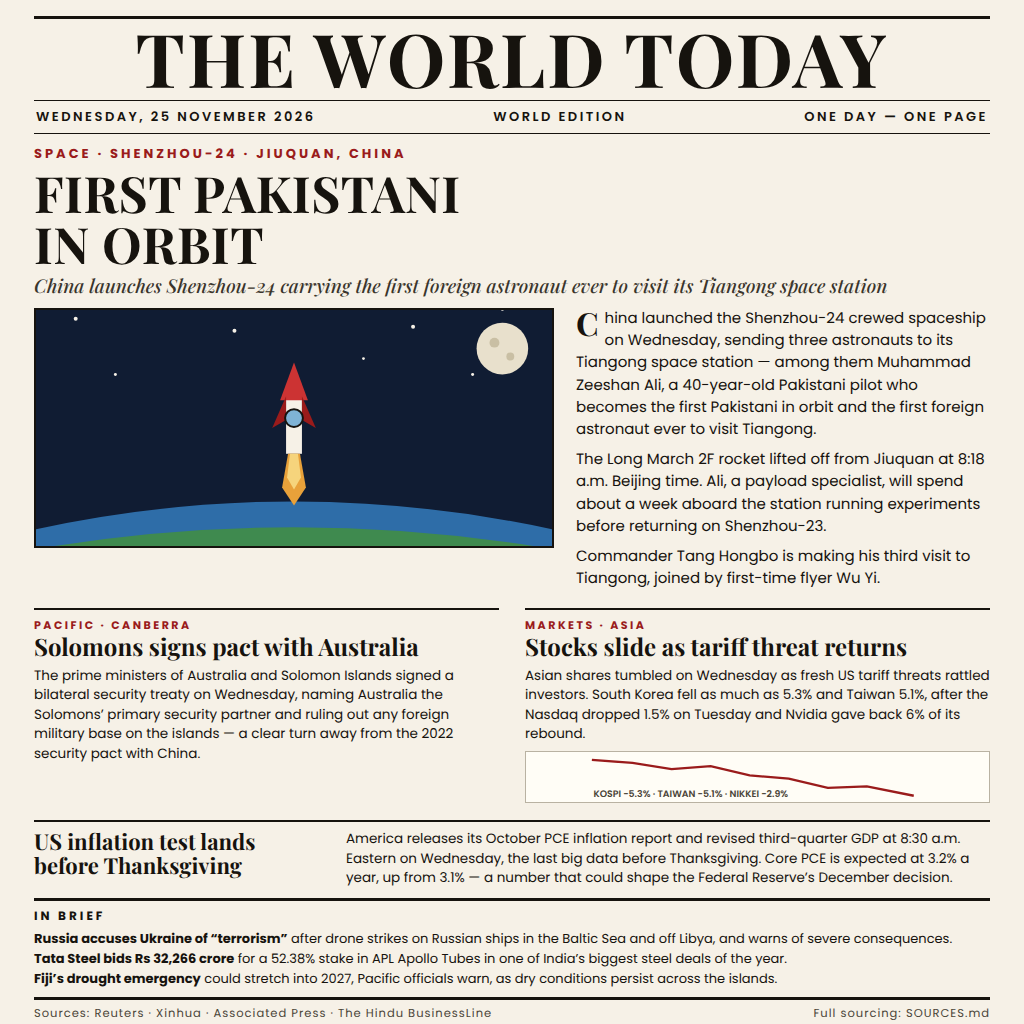 THE WORLD TODAY
WEDNESDAY, 25 NOVEMBER 2026 WORLD EDITION ONE DAY — ONE PAGE
SPACE · SHENZHOU-24 · JIUQUAN, CHINA
FIRST PAKISTANI
IN ORBIT
China launches Shenzhou-24 carrying the first foreign astronaut ever to visit its Tiangong space station
China launched the Shenzhou-24 crewed spaceship
on Wednesday, sending three astronauts to its
Tiangong space station — among them Muhammad
Zeeshan Ali, a 40-year-old Pakistani pilot who
becomes the first Pakistani in orbit and the first foreign
astronaut ever to visit Tiangong.
The Long March 2F rocket lifted off from Jiuquan at 8:18
a.m. Beijing time. Ali, a payload specialist, will spend
about a week aboard the station running experiments
before returning on Shenzhou-23.
Commander Tang Hongbo is making his third visit to
Tiangong, joined by first-time flyer Wu Yi.
PACIFIC · CANBERRA
Solomons signs pact with Australia
The prime ministers of Australia and Solomon Islands signed a
bilateral security treaty on Wednesday, naming Australia the
Solomons’ primary security partner and ruling out any foreign
military base on the islands — a clear turn away from the 2022
security pact with China.
MARKETS · ASIA
Stocks slide as tariff threat returns
Asian shares tumbled on Wednesday as fresh US tariff threats rattled
investors. South Korea fell as much as 5.3% and Taiwan 5.1%, after the
Nasdaq dropped 1.5% on Tuesday and Nvidia gave back 6% of its
rebound.
KOSPI −5.3% · TAIWAN −5.1% · NIKKEI −2.9%
US inflation test lands
before Thanksgiving
America releases its October PCE inflation report and revised third-quarter GDP at 8:30 a.m.
Eastern on Wednesday, the last big data before Thanksgiving. Core PCE is expected at 3.2% a
year, up from 3.1% — a number that could shape the Federal Reserve’s December decision.
IN BRIEF
Russia accuses Ukraine of “terrorism” after drone strikes on Russian ships in the Baltic Sea and off Libya, and warns of severe consequences.
Tata Steel bids Rs 32,266 crore for a 52.38% stake in APL Apollo Tubes in one of India’s biggest steel deals of the year.
Fiji’s drought emergency could stretch into 2027, Pacific officials warn, as dry conditions persist across the islands.
Sources: Reuters · Xinhua · Associated Press · The Hindu BusinessLine Full sourcing: SOURCES.md